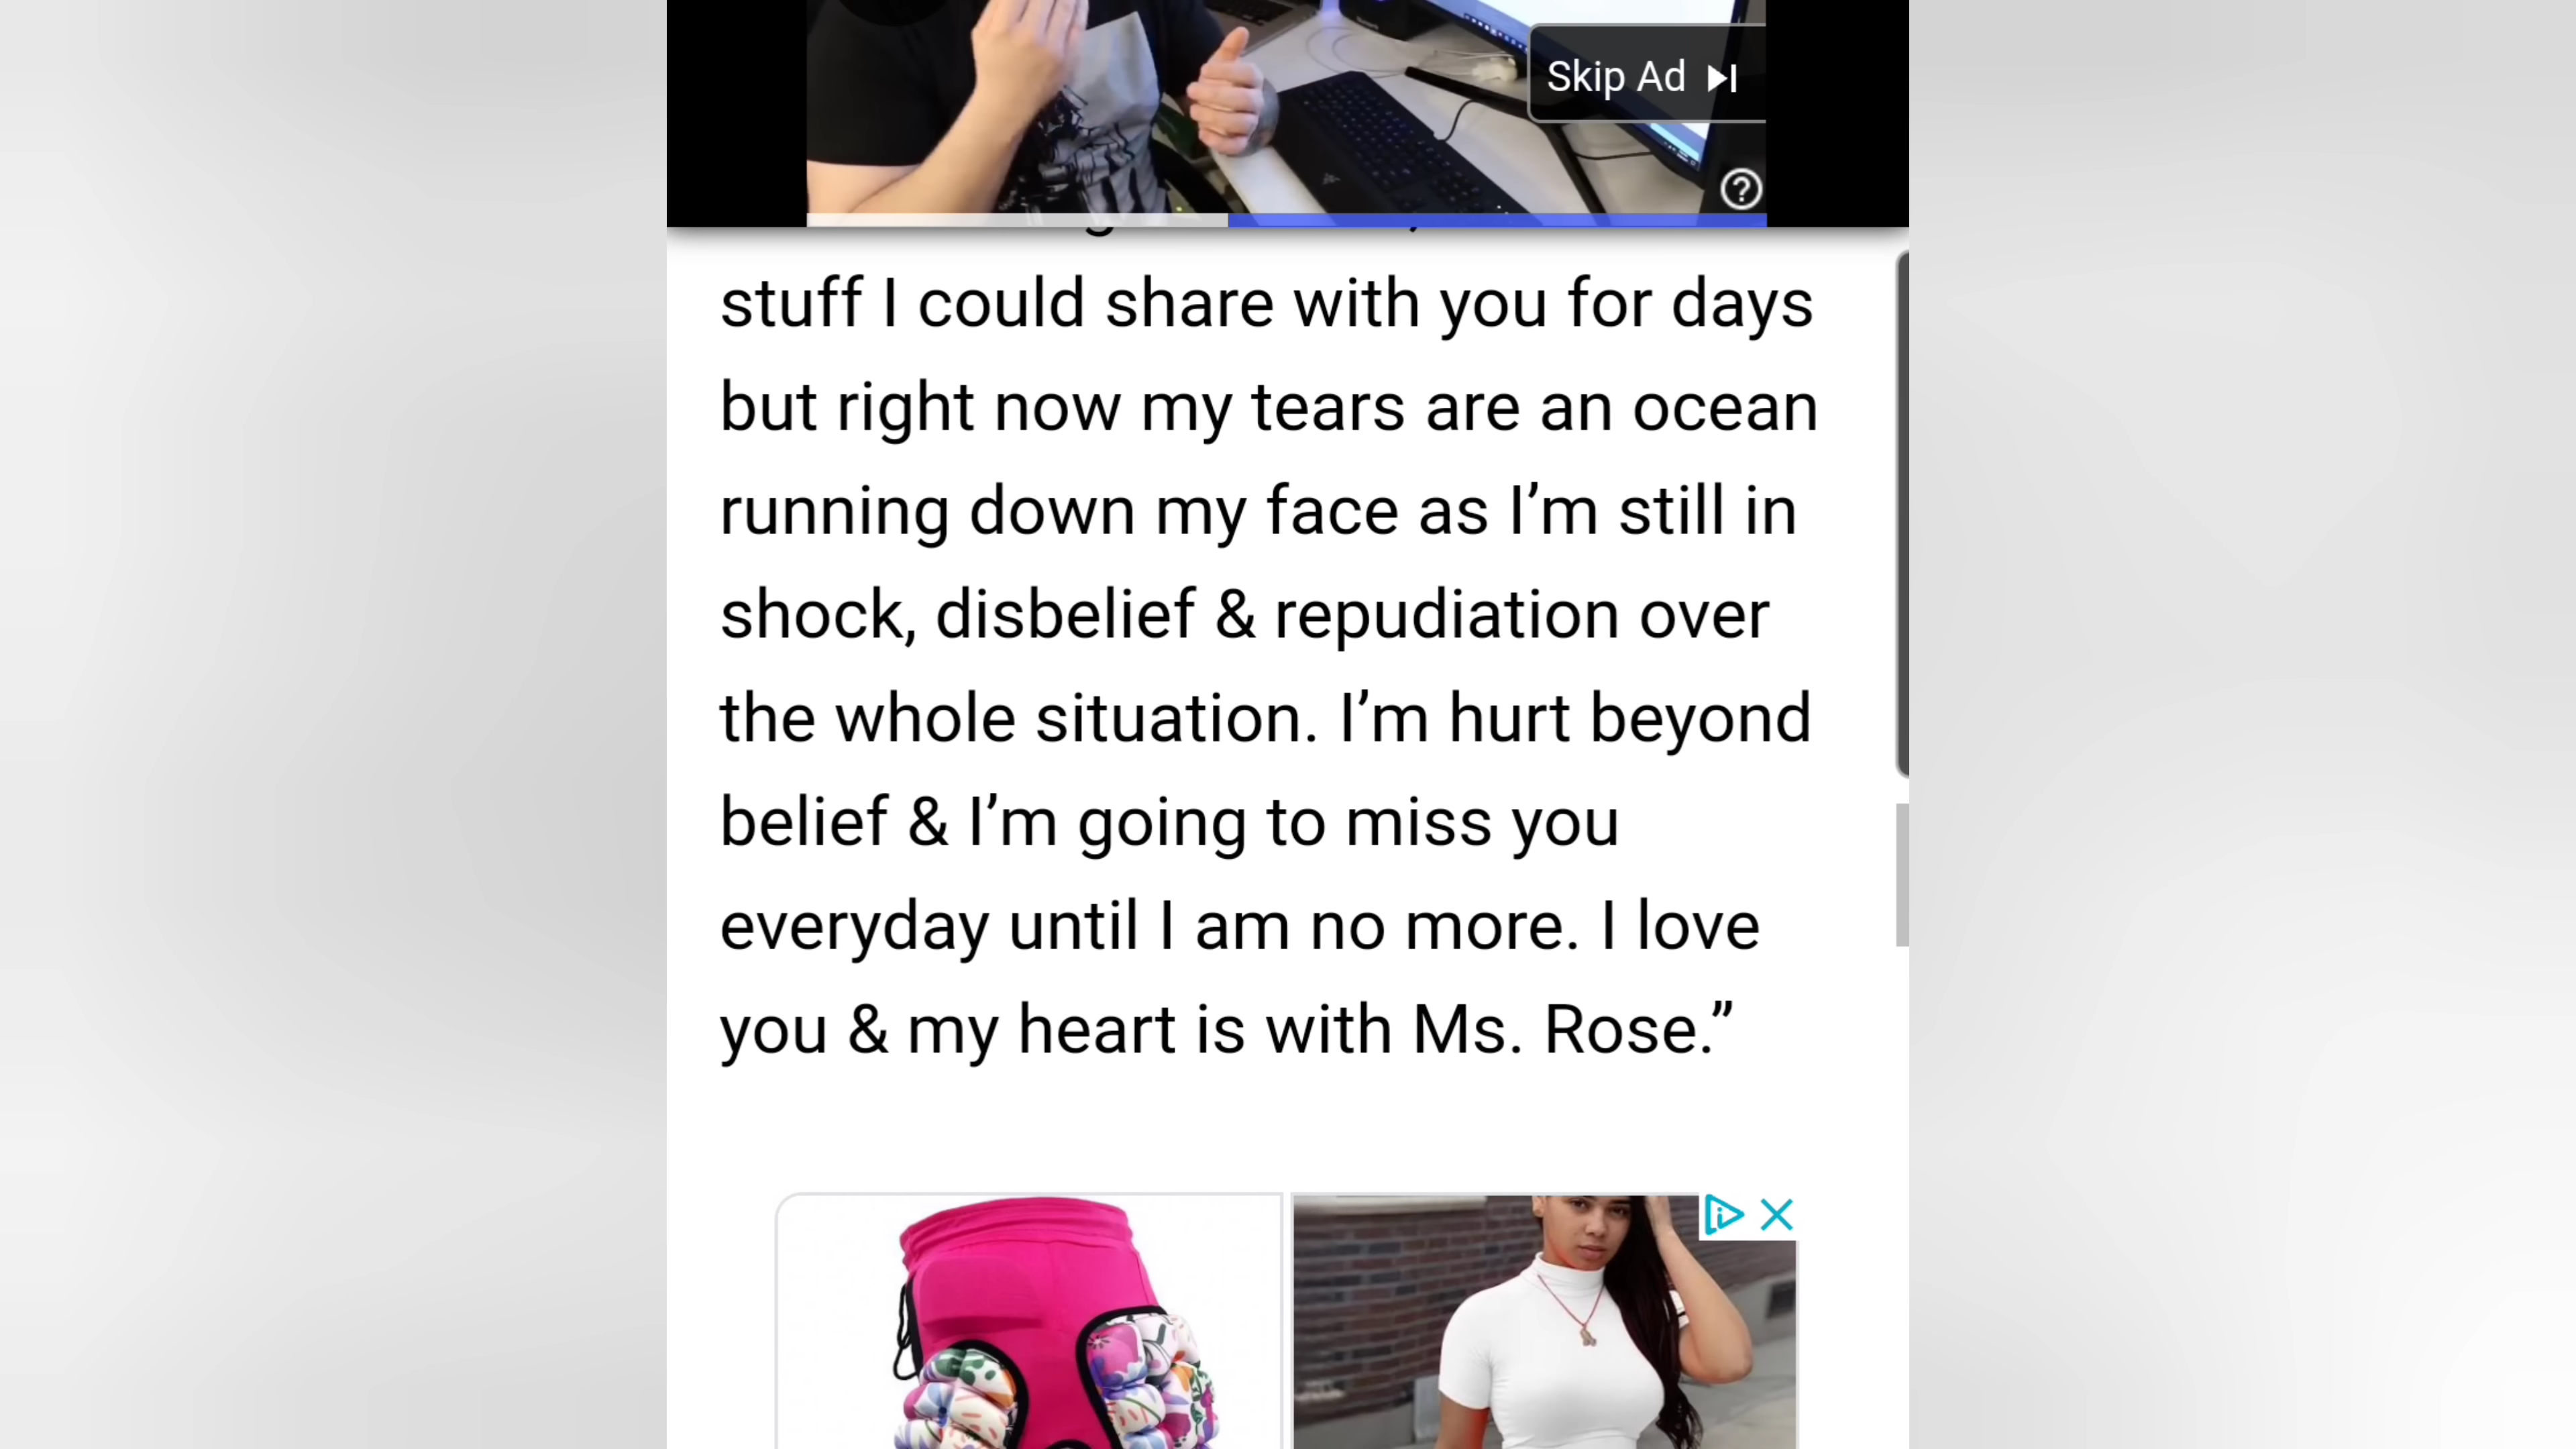 Skip Ad
stuff I could share with you for days
but right now my tears are an ocean
running down my face as I’m still in
shock, disbelief & repudiation over
the whole situation. I’m hurt beyond
belief & I’m going to miss you
everyday until I am no more. I love
you & my heart is with Ms. Rose.”